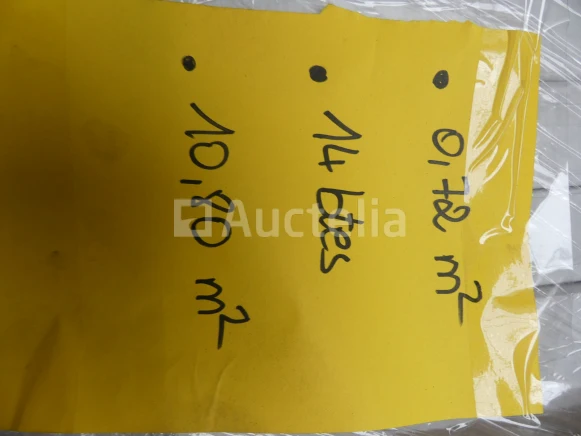 • 0,72 m²
• 14 btes
• 10,80 m²
Auctelia